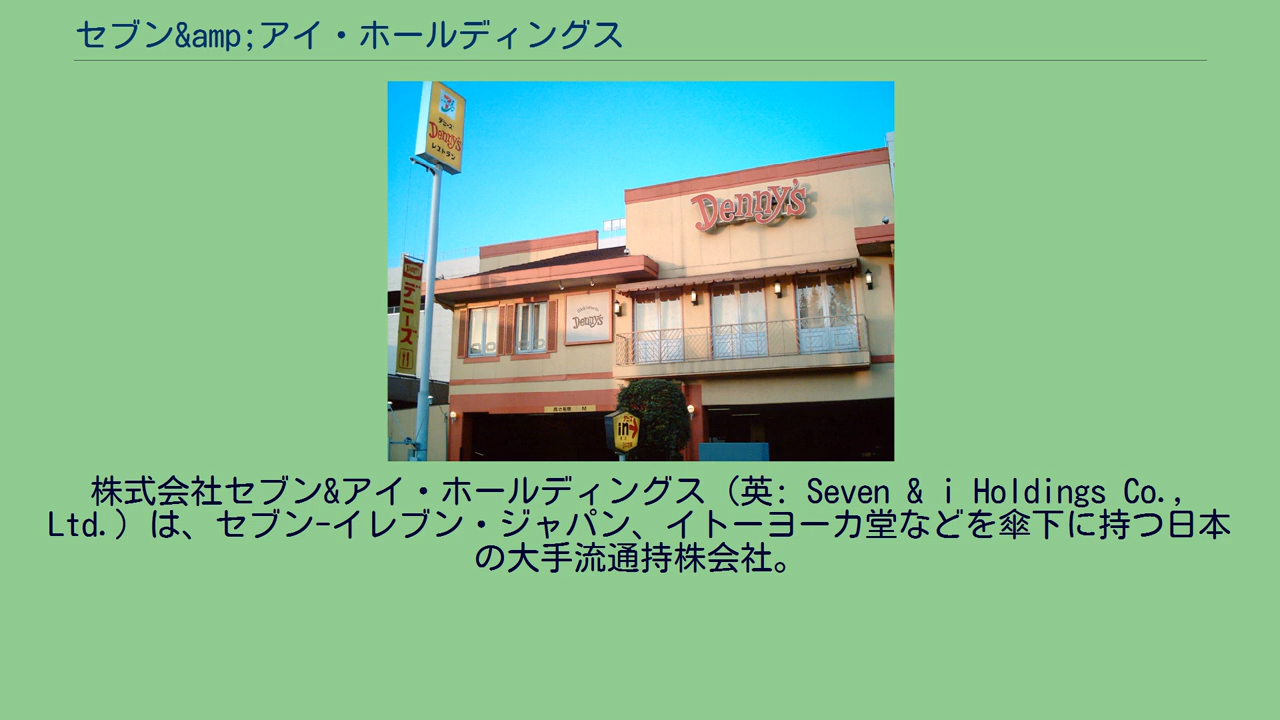 セブン&amp;アイ・ホールディングス
デニーズ
Denny's
レストラン
Denny's
デニーズ
Denny's
in
株式会社セブン&アイ・ホールディングス（英: Seven & i Holdings Co.,
Ltd.）は、セブン-イレブン・ジャパン、イトーヨーカ堂などを傘下に持つ日本
の大手流通持株会社。